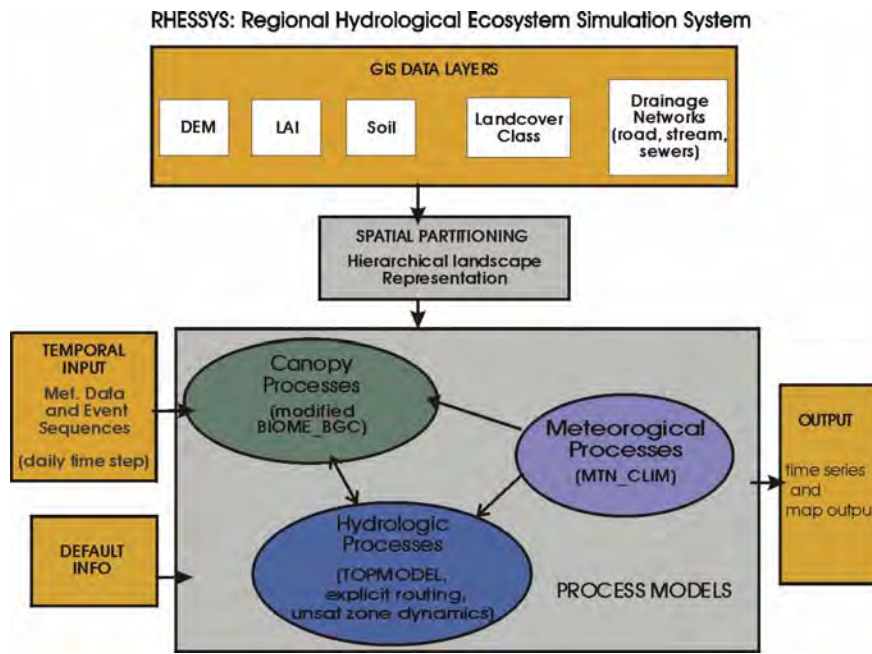 RHESSYS: Regional Hydrological Ecosystem Simulation System
GIS DATA LAYERS
DEM
LAI
Soil
Landcover
Class
Drainage
Networks
(road, stream,
sewers)
SPATIAL PARTITIONING
Hierarchical landscape
Representation
TEMPORAL
INPUT
Met. Data
and Event
Sequences
(daily time step)
Canopy
Processes
(modified
BIOME_BGC)
Meteorogical
Processes
(MTN_CLIM)
OUTPUT
time series
and
map output
DEFAULT
INFO
Hydrologic
Processes
(TOPMODEL,
explicit routing,
unsat zone dynamics)
PROCESS MODELS